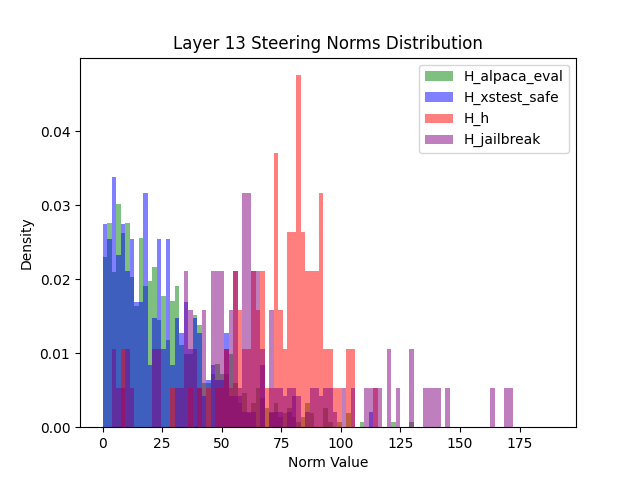 Layer 13 Steering Norms Distribution
H_alpaca_eval
H_xstest_safe
H_h
H_jailbreak
Density
0.04
0.03
0.02
0.01
0.00
0 25 50 75 100 125 150 175
Norm Value